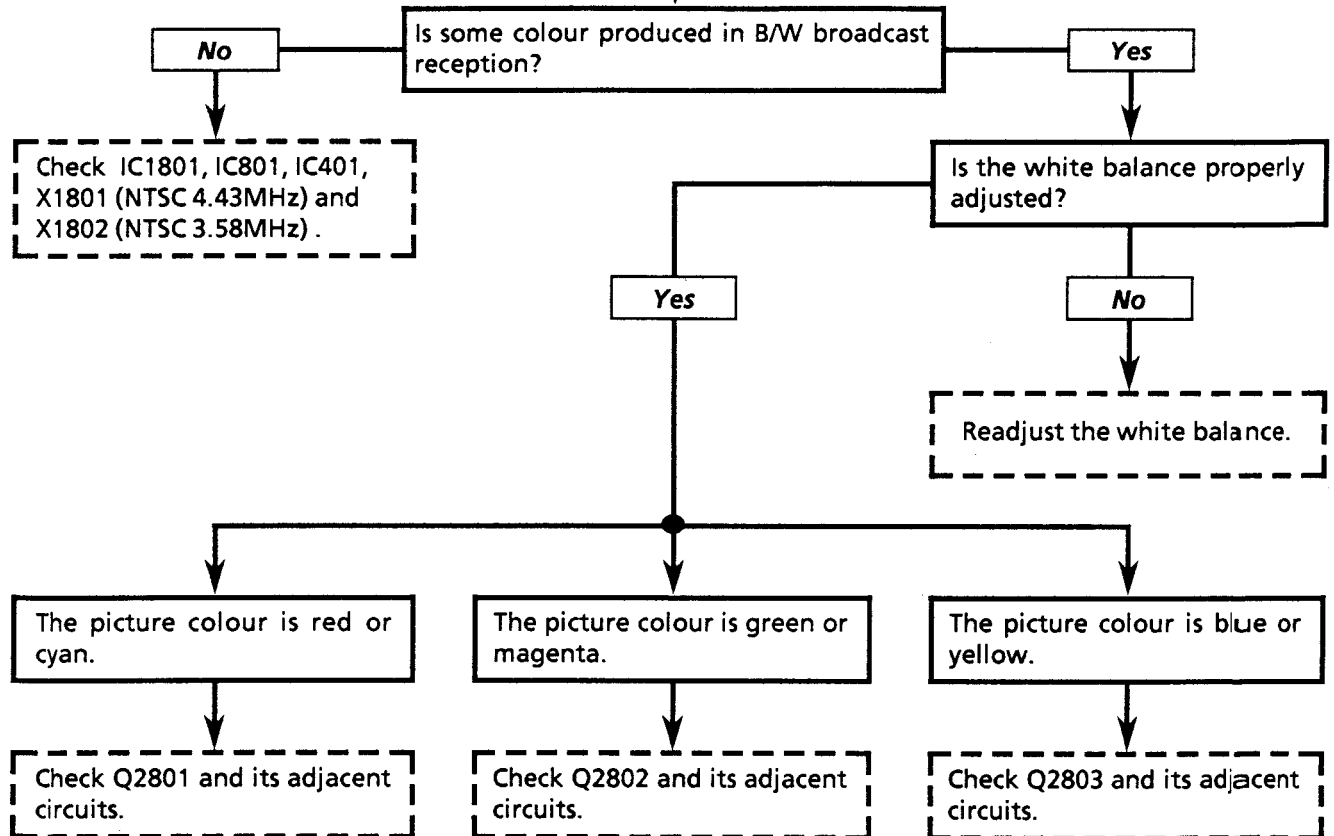 Is some colour produced in B/W broadcast
reception?
No
Yes
Check IC1801, IC801, IC401,
X1801 (NTSC 4.43MHz) and
X1802 (NTSC 3.58MHz) .
Is the white balance properly
adjusted?
Yes
No
Readjust the white balance.
The picture colour is red or
cyan.
The picture colour is green or
magenta.
The picture colour is blue or
yellow.
Check Q2801 and its adjacent
circuits.
Check Q2802 and its adjacent
circuits.
Check Q2803 and its adjacent
circuits.